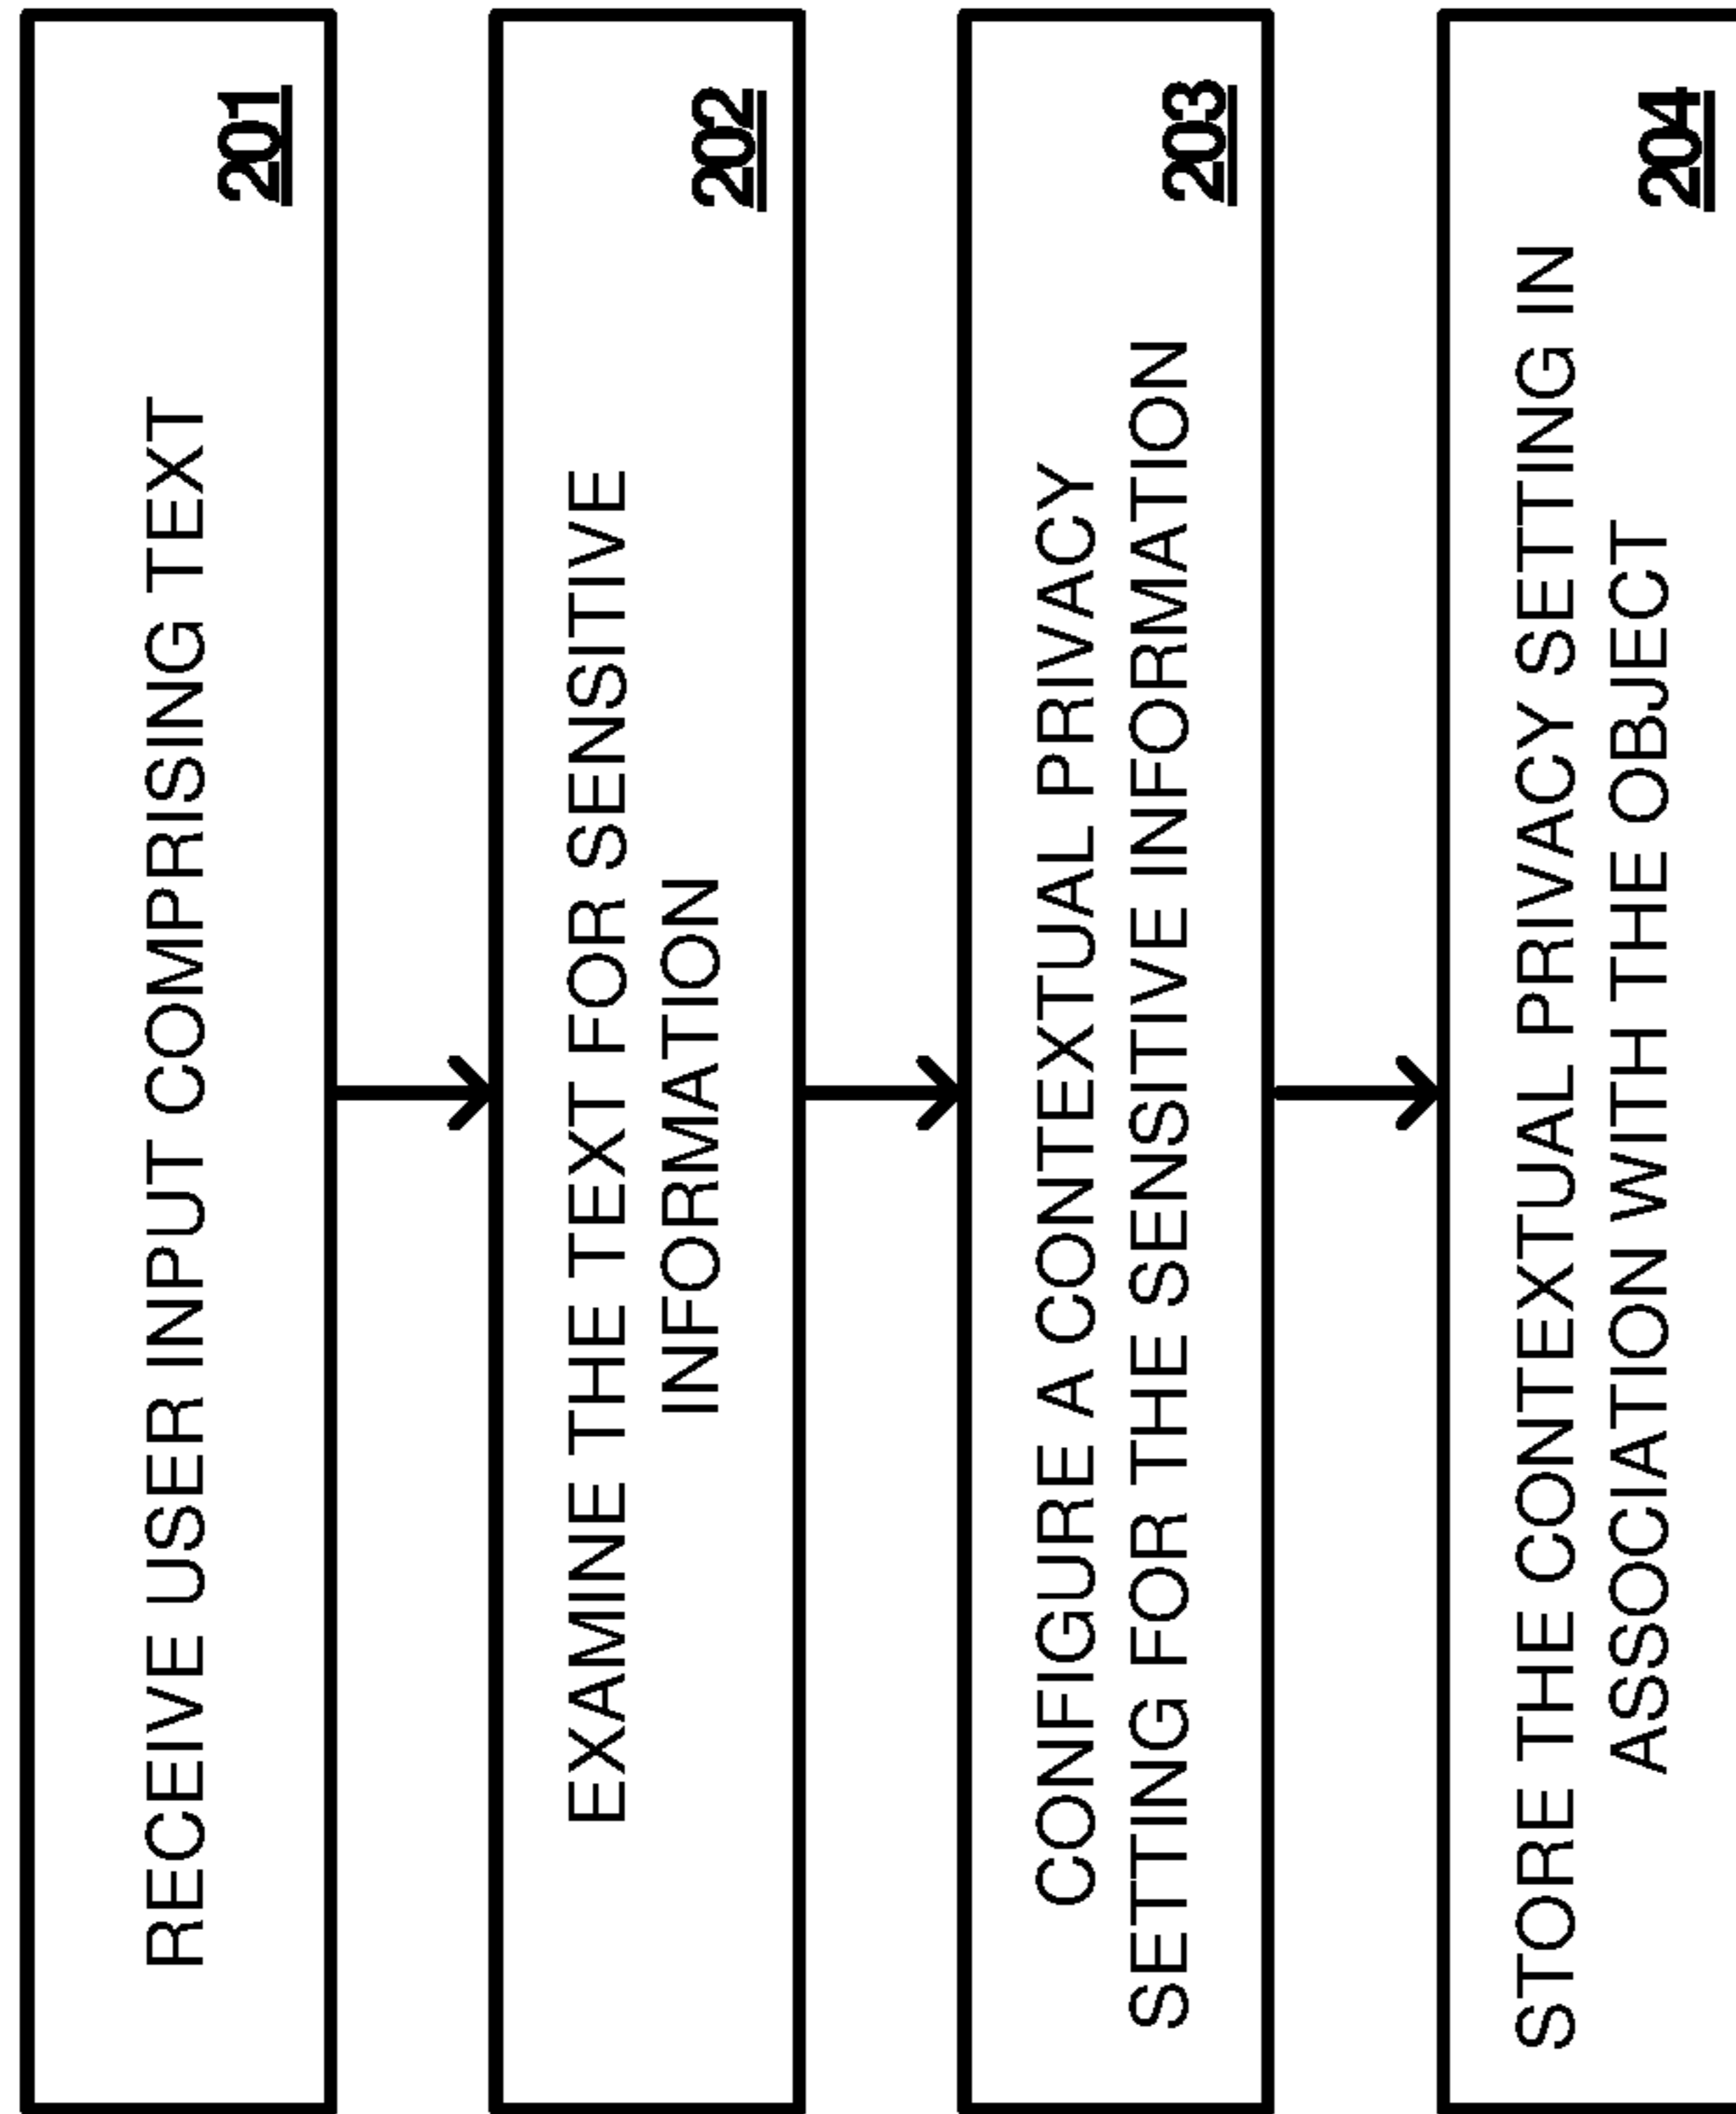 RECEIVE USER INPUT COMPRISING TEXT
201
EXAMINE THE TEXT FOR SENSITIVE
INFORMATION
202
CONFIGURE A CONTEXTUAL PRIVACY
SETTING FOR THE SENSITIVE INFORMATION
203
STORE THE CONTEXTUAL PRIVACY SETTING IN
ASSOCIATION WITH THE OBJECT
204